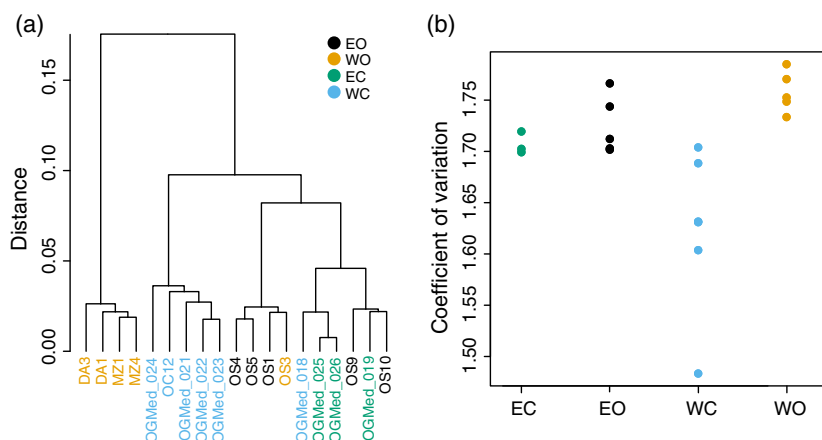 (a)
Distance
0.15
0.10
0.05
0.00
EO
WO
EC
WC
DA3
DA1
MZ1
MZ4
OGMed_024
OC12
OGMed_021
OGMed_022
OGMed_023
OS4
OS5
OS1
OS3
OGMed_018
OGMed_025
OGMed_026
OS9
OGMed_019
OS10
(b)
Coefficient of variation
1.75
1.70
1.65
1.60
1.55
1.50
EC EO WC WO